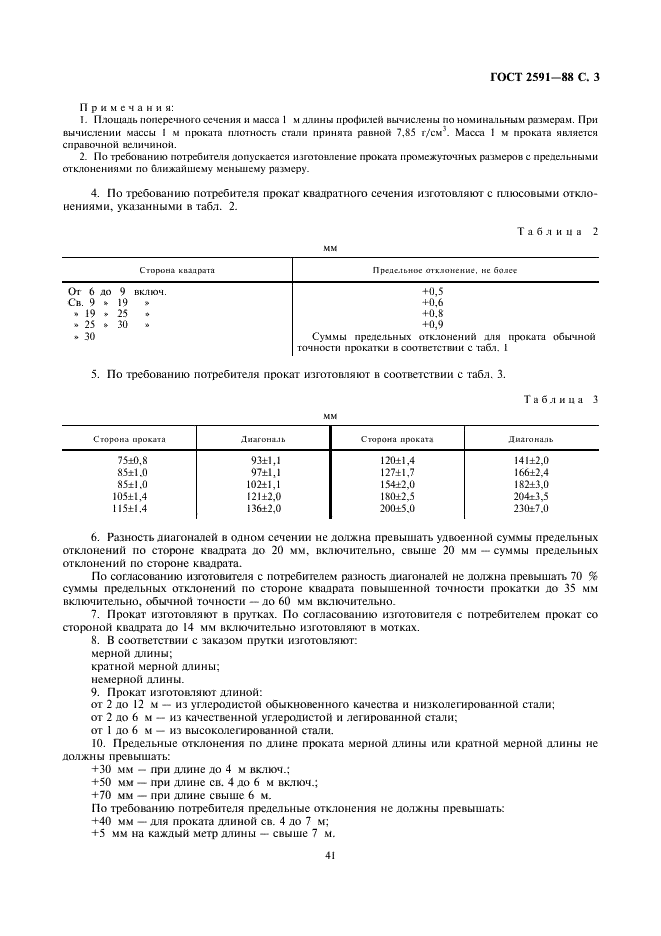 ГОСТ 2591—88 С. 3
Примечания:
1. Площадь поперечного сечения и масса 1 м длины профилей вычислены по номинальным размерам. При
вычислении массы 1 м проката плотность стали принята равной 7,85 г/см³. Масса 1 м проката является
справочной величиной.
2. По требованию потребителя допускается изготовление проката промежуточных размеров с предельными
отклонениями по ближайшему меньшему размеру.
4. По требованию потребителя прокат квадратного сечения изготовляют с плюсовыми откло-
нениями, указанными в табл. 2.
Таблица 2
мм
Сторона квадрата Предельное отклонение, не более
От 6 до 9 включ. +0,5
Св. 9 » 19 » +0,6
» 19 » 25 » +0,8
» 25 » 30 » +0,9
» 30 Суммы предельных отклонений для проката обычной
точности прокатки в соответствии с табл. 1
5. По требованию потребителя прокат изготовляют в соответствии с табл. 3.
Таблица 3
мм
Сторона проката Диагональ Сторона проката Диагональ
75±0,8 93±1,1 120±1,4 141±2,0
85±1,0 97±1,1 127±1,7 166±2,4
85±1,0 102±1,1 154±2,0 182±3,0
105±1,4 121±2,0 180±2,5 204±3,5
115±1,4 136±2,0 200±5,0 230±7,0
6. Разность диагоналей в одном сечении не должна превышать удвоенной суммы предельных
отклонений по стороне квадрата до 20 мм, включительно, свыше 20 мм — суммы предельных
отклонений по стороне квадрата.
По согласованию изготовителя с потребителем разность диагоналей не должна превышать 70 %
суммы предельных отклонений по стороне квадрата повышенной точности прокатки до 35 мм
включительно, обычной точности — до 60 мм включительно.
7. Прокат изготовляют в прутках. По согласованию изготовителя с потребителем прокат со
стороной квадрата до 14 мм включительно изготовляют в мотках.
8. В соответствии с заказом прутки изготовляют:
мерной длины;
кратной мерной длины;
немерной длины.
9. Прокат изготовляют длиной:
от 2 до 12 м — из углеродистой обыкновенного качества и низколегированной стали;
от 2 до 6 м — из качественной углеродистой и легированной стали;
от 1 до 6 м — из высоколегированной стали.
10. Предельные отклонения по длине проката мерной длины или кратной мерной длины не
должны превышать:
+30 мм — при длине до 4 м включ.;
+50 мм — при длине св. 4 до 6 м включ.;
+70 мм — при длине свыше 6 м.
По требованию потребителя предельные отклонения не должны превышать:
+40 мм — для проката длиной св. 4 до 7 м;
+5 мм на каждый метр длины — свыше 7 м.
41